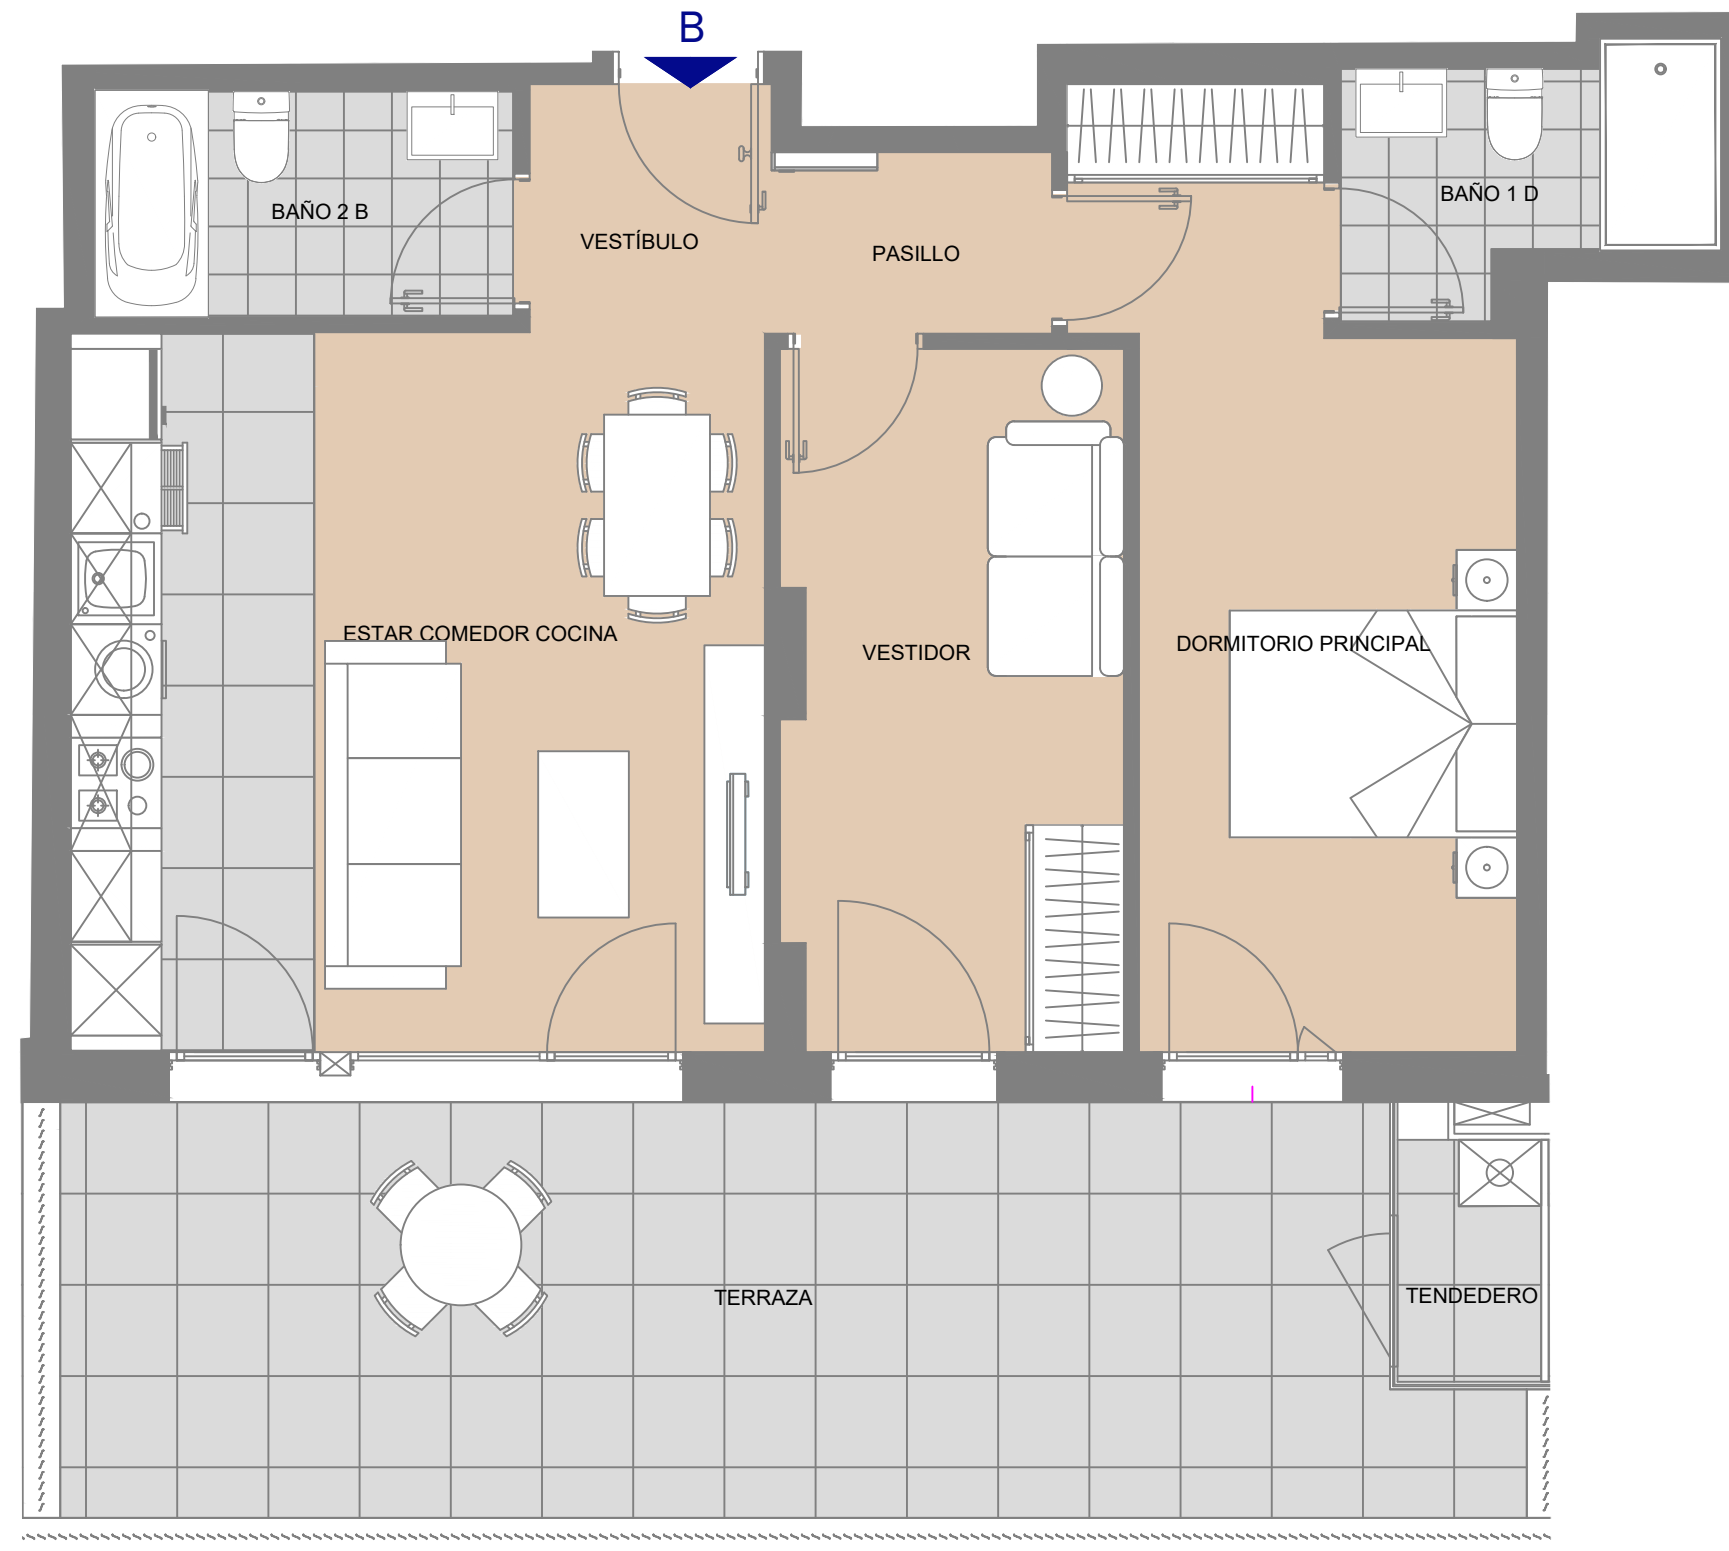 B
BAÑO 2 B
BAÑO 1 D
VESTÍBULO
PASILLO
ESTAR COMEDOR COCINA
VESTIDOR
DORMITORIO PRINCIPAL
TERRAZA
TENDEDERO